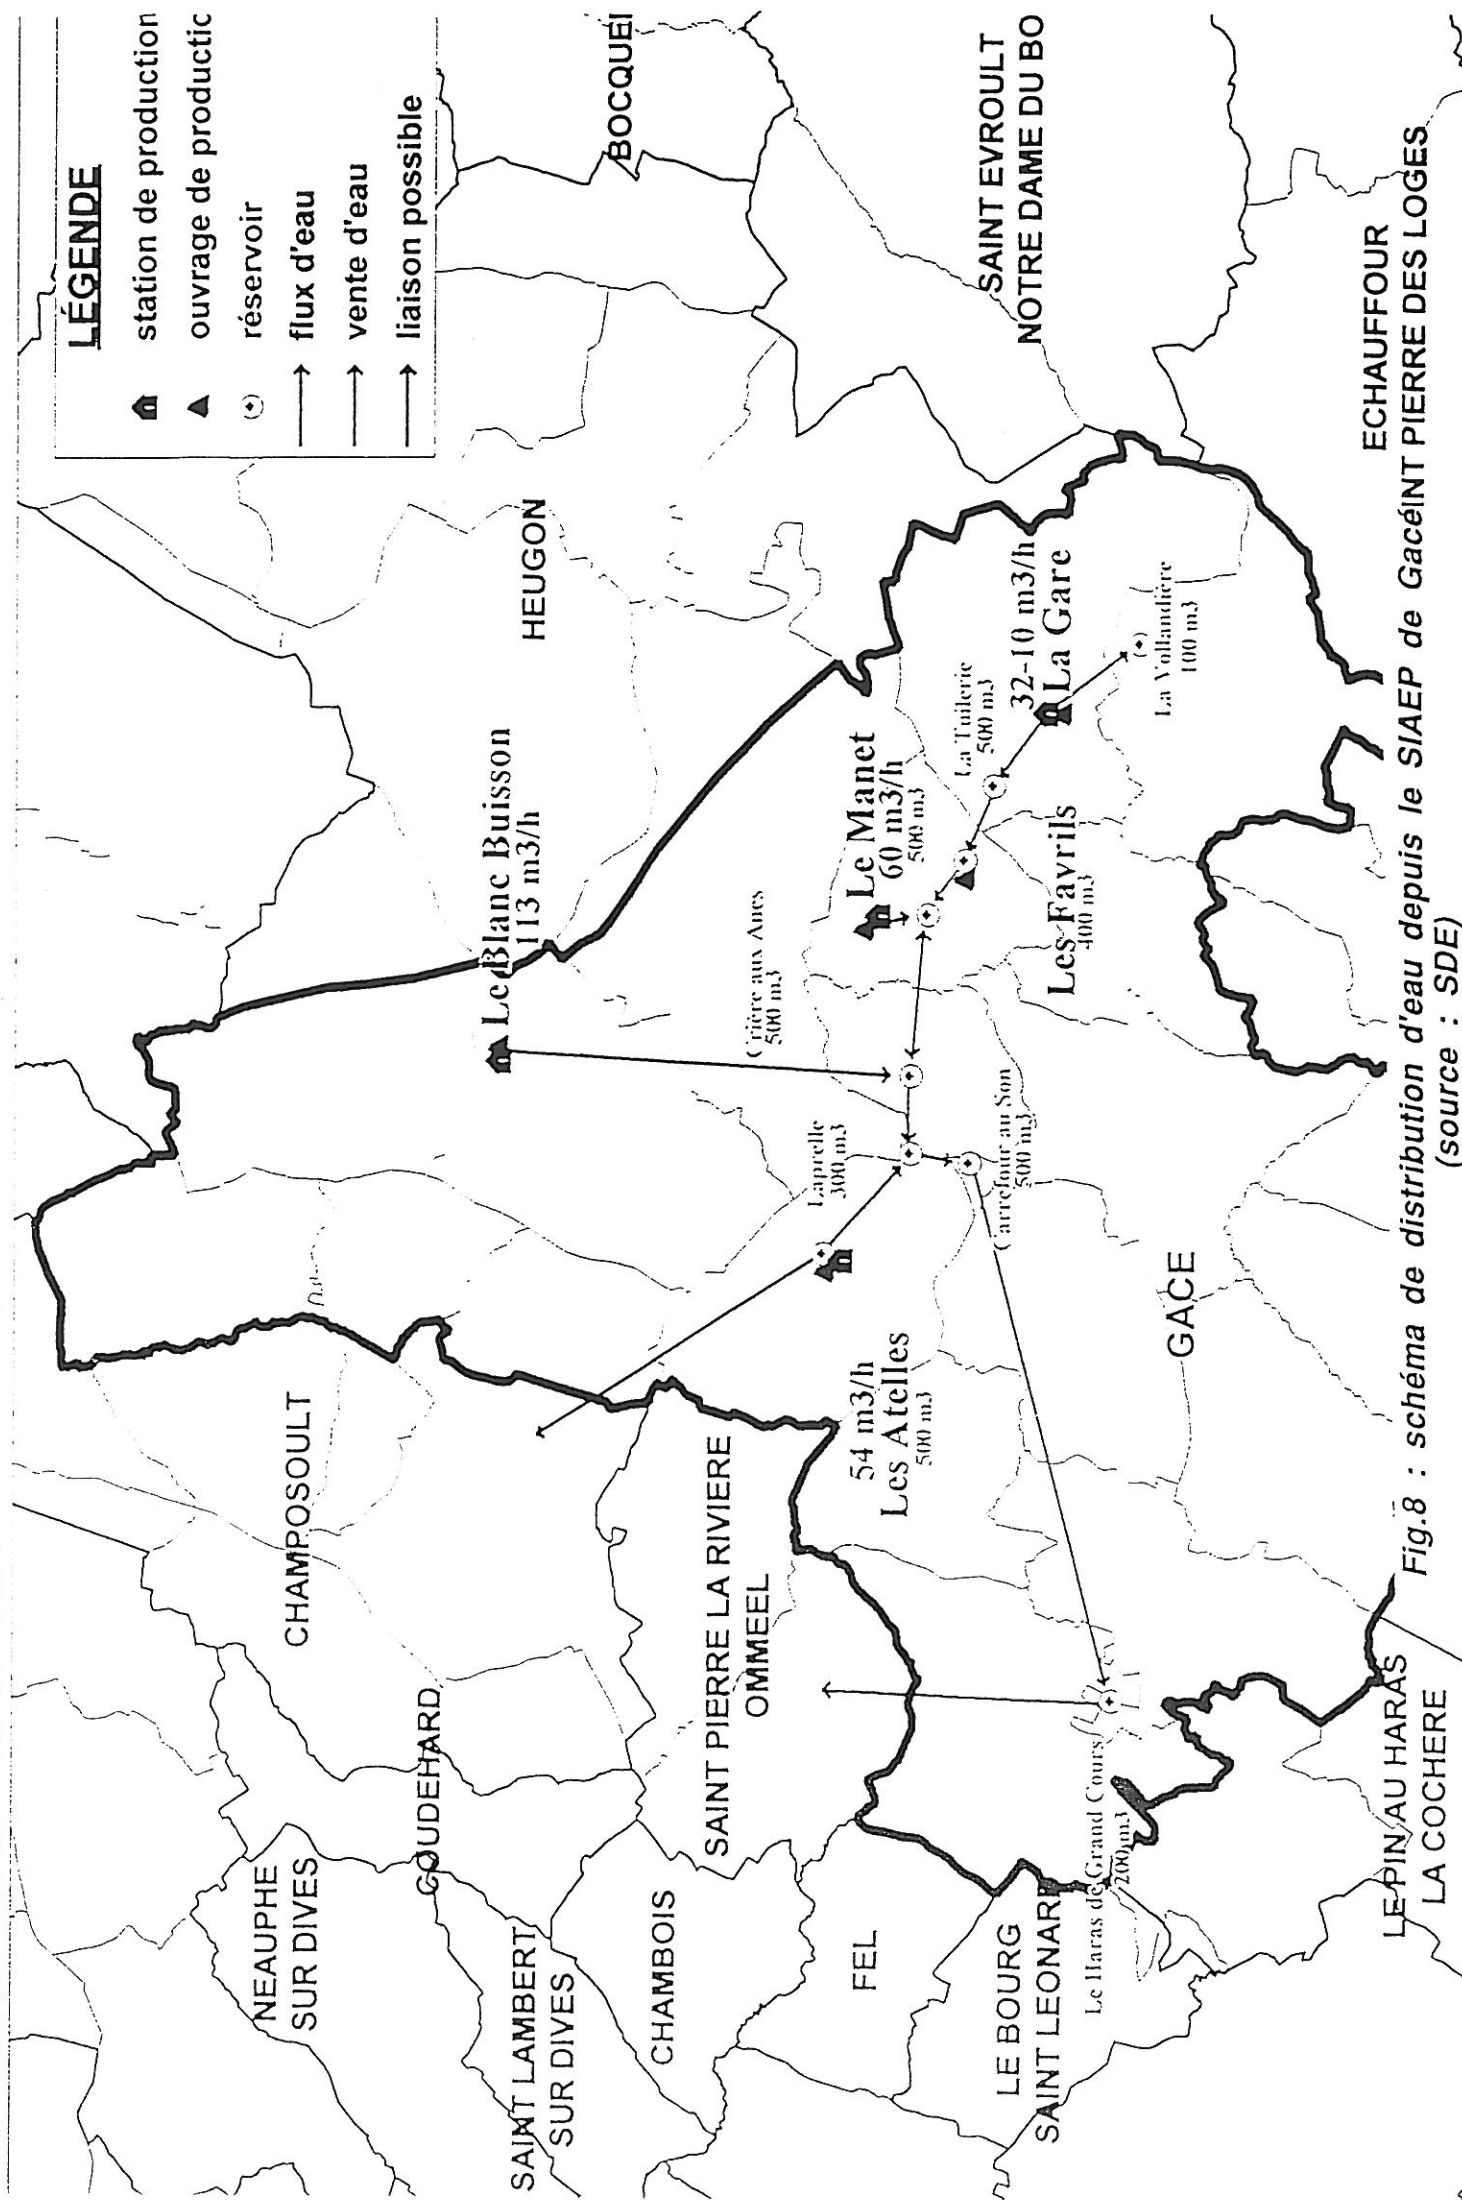 LÉGENDE
station de production
ouvrage de productic
réservoir
flux d'eau
vente d'eau
liaison possible
BOCQUEI
SAINT EVROULT
NOTRE DAME DU BO
ECHAUFFOUR
INT PIERRE DES LOGES
HEUGON
Le Blanc Buisson
113 m3/h
Crière aux Anes
500 m3
Le Manet
60 m3/h
500 m3
La Tuilerie
500 m3
32-10 m3/h
La Gare
La Vollandière
100 m3
Les Favrils
400 m3
Laprelle
300 m3
Carrefour au Son
500 m3
54 m3/h
Les Atelles
500 m3
GACE
CHAMPOSOULT
SAINT PIERRE LA RIVIERE
OMMEEL
COUDEHARD
NEAUPHE
SUR DIVES
SAINT LAMBERT
SUR DIVES
CHAMBOIS
FEL
LE BOURG
SAINT LEONARD
Le Haras de Grand Cours
200 m3
LE PIN AU HARAS
LA COCHERE
Fig.8 : schéma de distribution d'eau depuis le SIAEP de Gacé
(source : SDE)